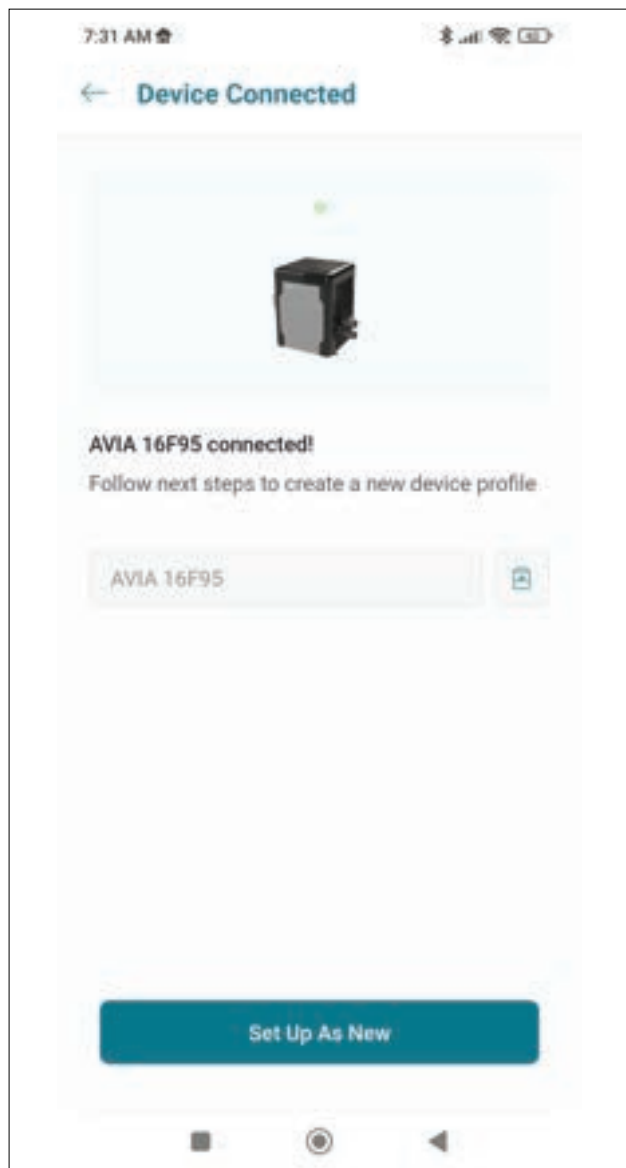 7:31 AM
Device Connected
AVIA 16F95 connected!
Follow next steps to create a new device profile
AVIA 16F95
Set Up As New